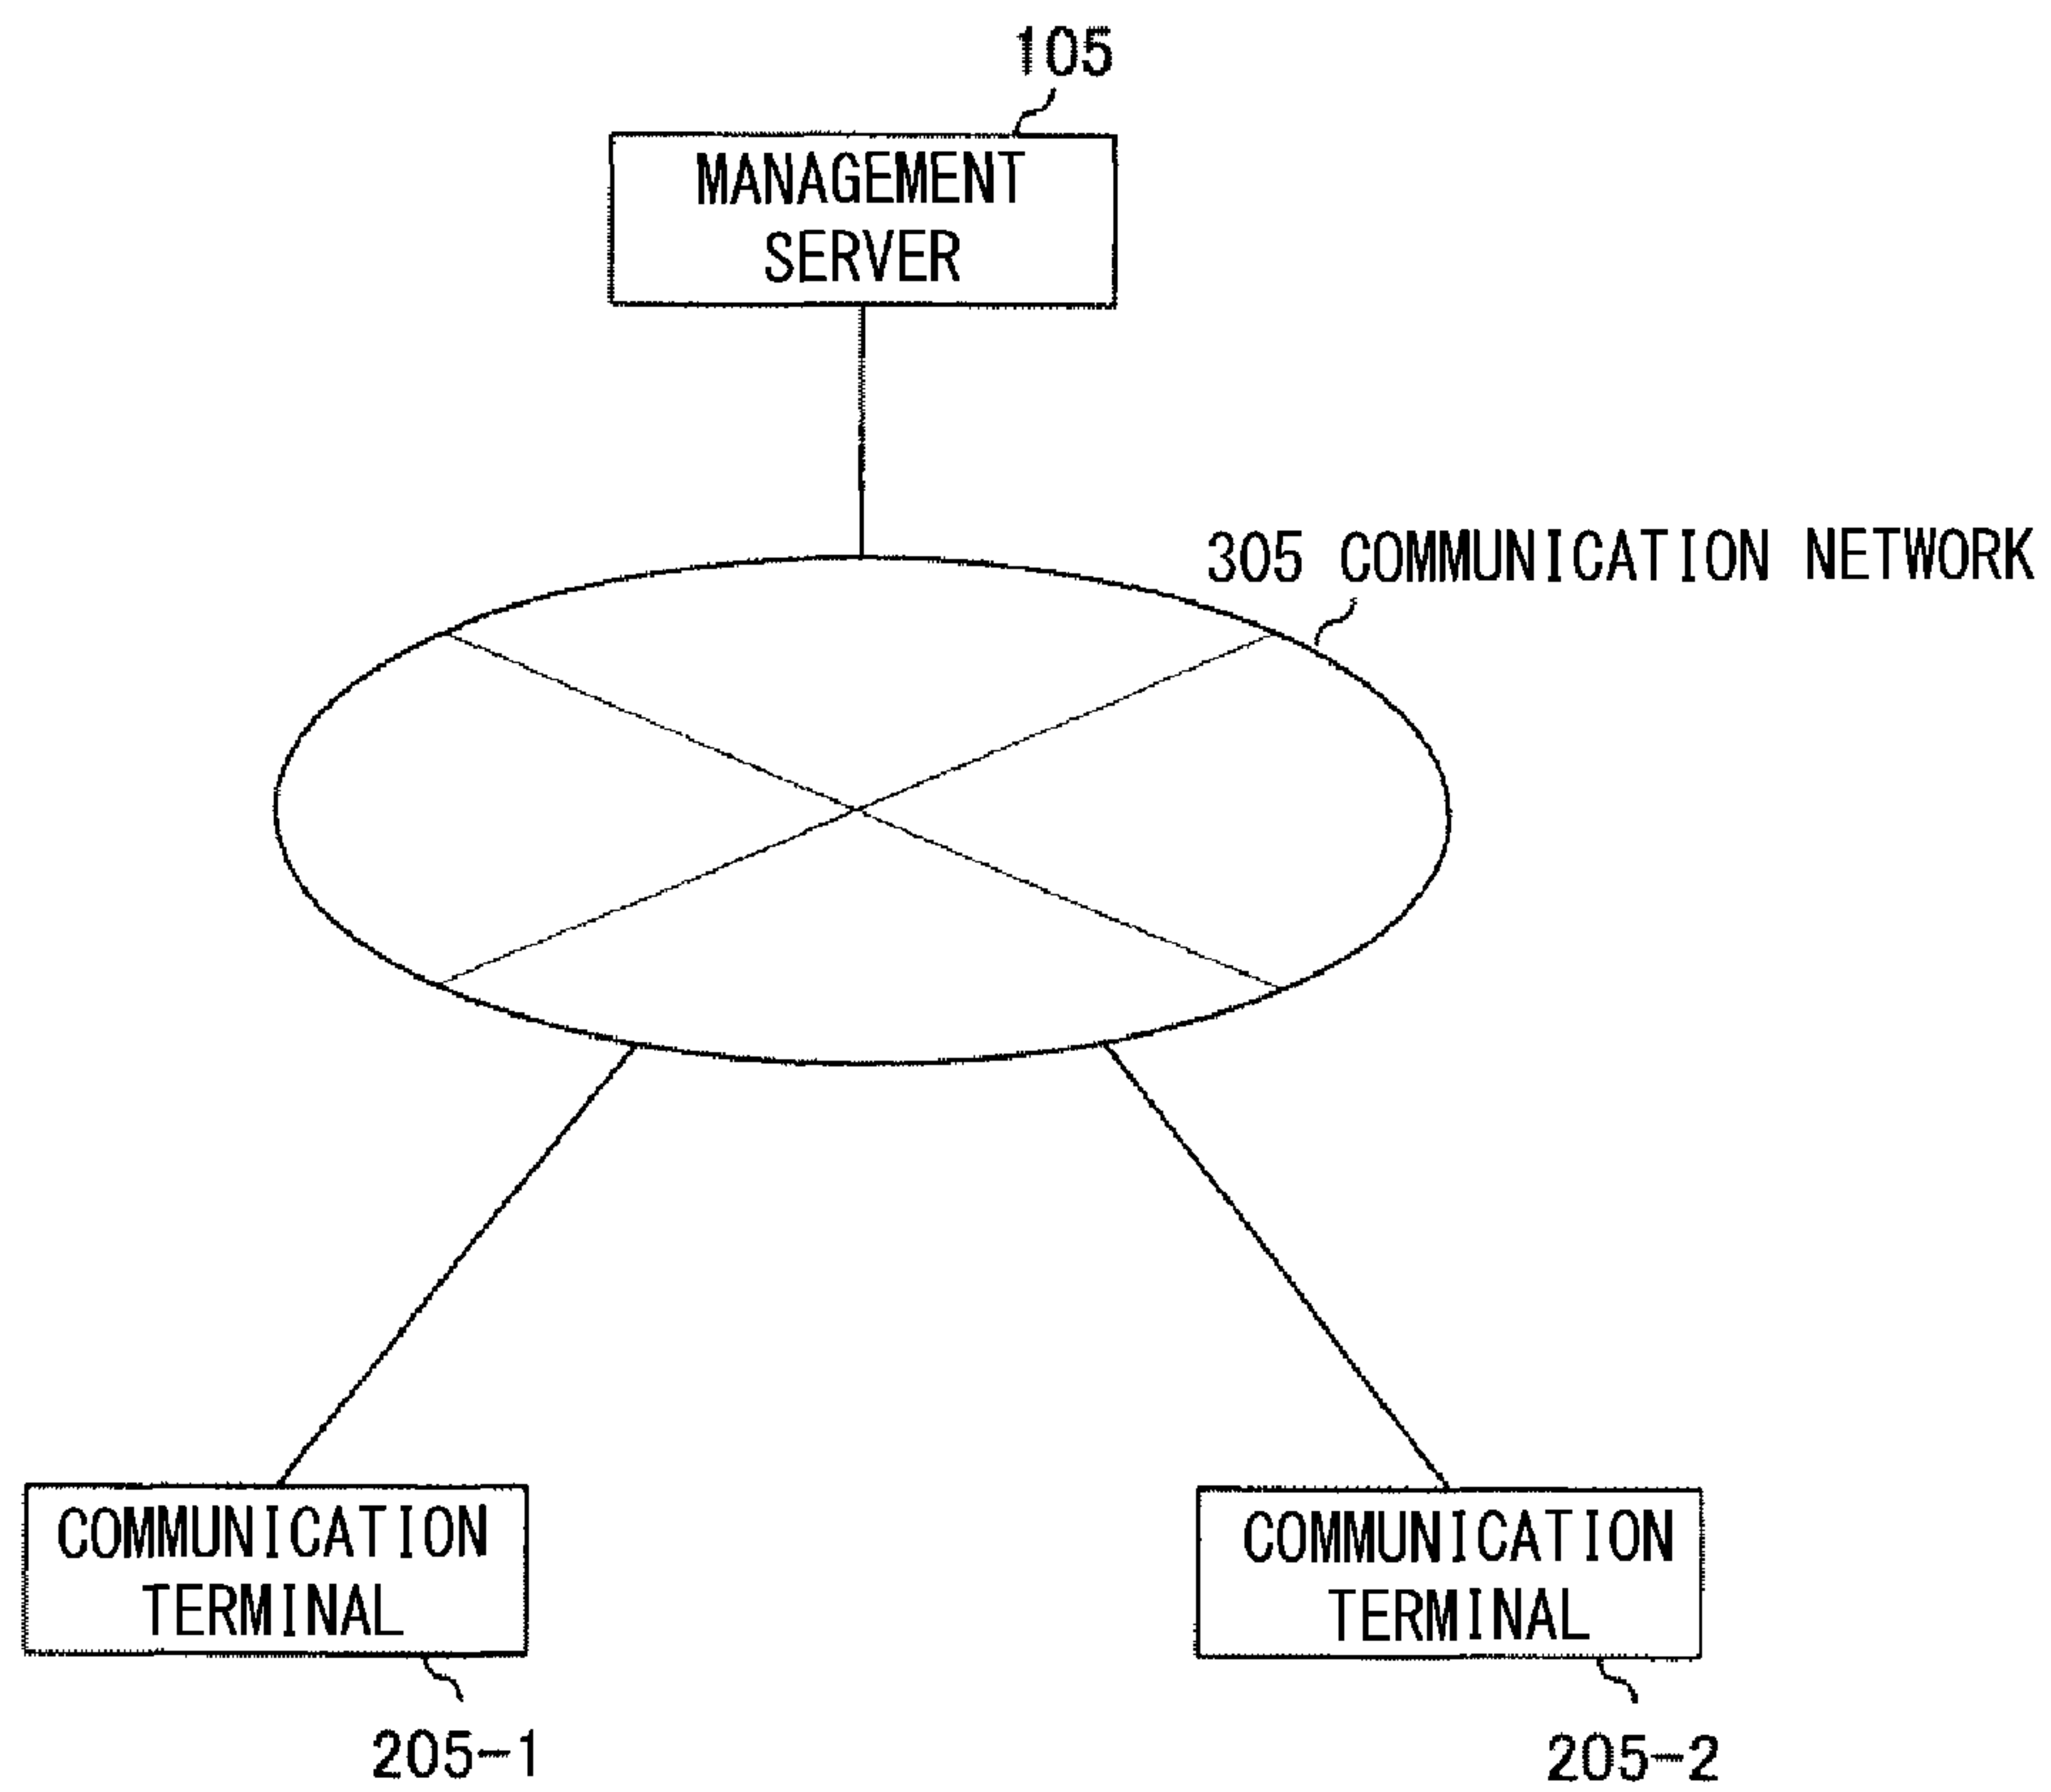 105
MANAGEMENT
SERVER
305 COMMUNICATION NETWORK
COMMUNICATION
TERMINAL
205-1
COMMUNICATION
TERMINAL
205-2